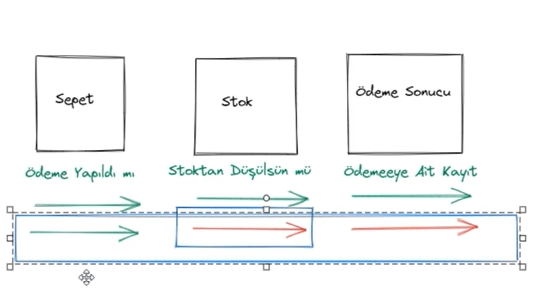 Sepet
Stok
Ödeme Sonucu
Ödeme Yapıldı mı
Stoktan Düşülsün mü
Ödemeeye Ait Kayıt